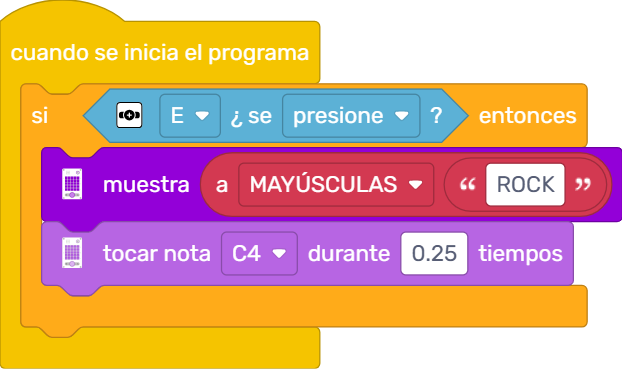 cuando se inicia el programa
si E ¿ se presione ? entonces
muestra a MAYÚSCULAS “ ROCK ”
tocar nota C4 durante 0.25 tiempos